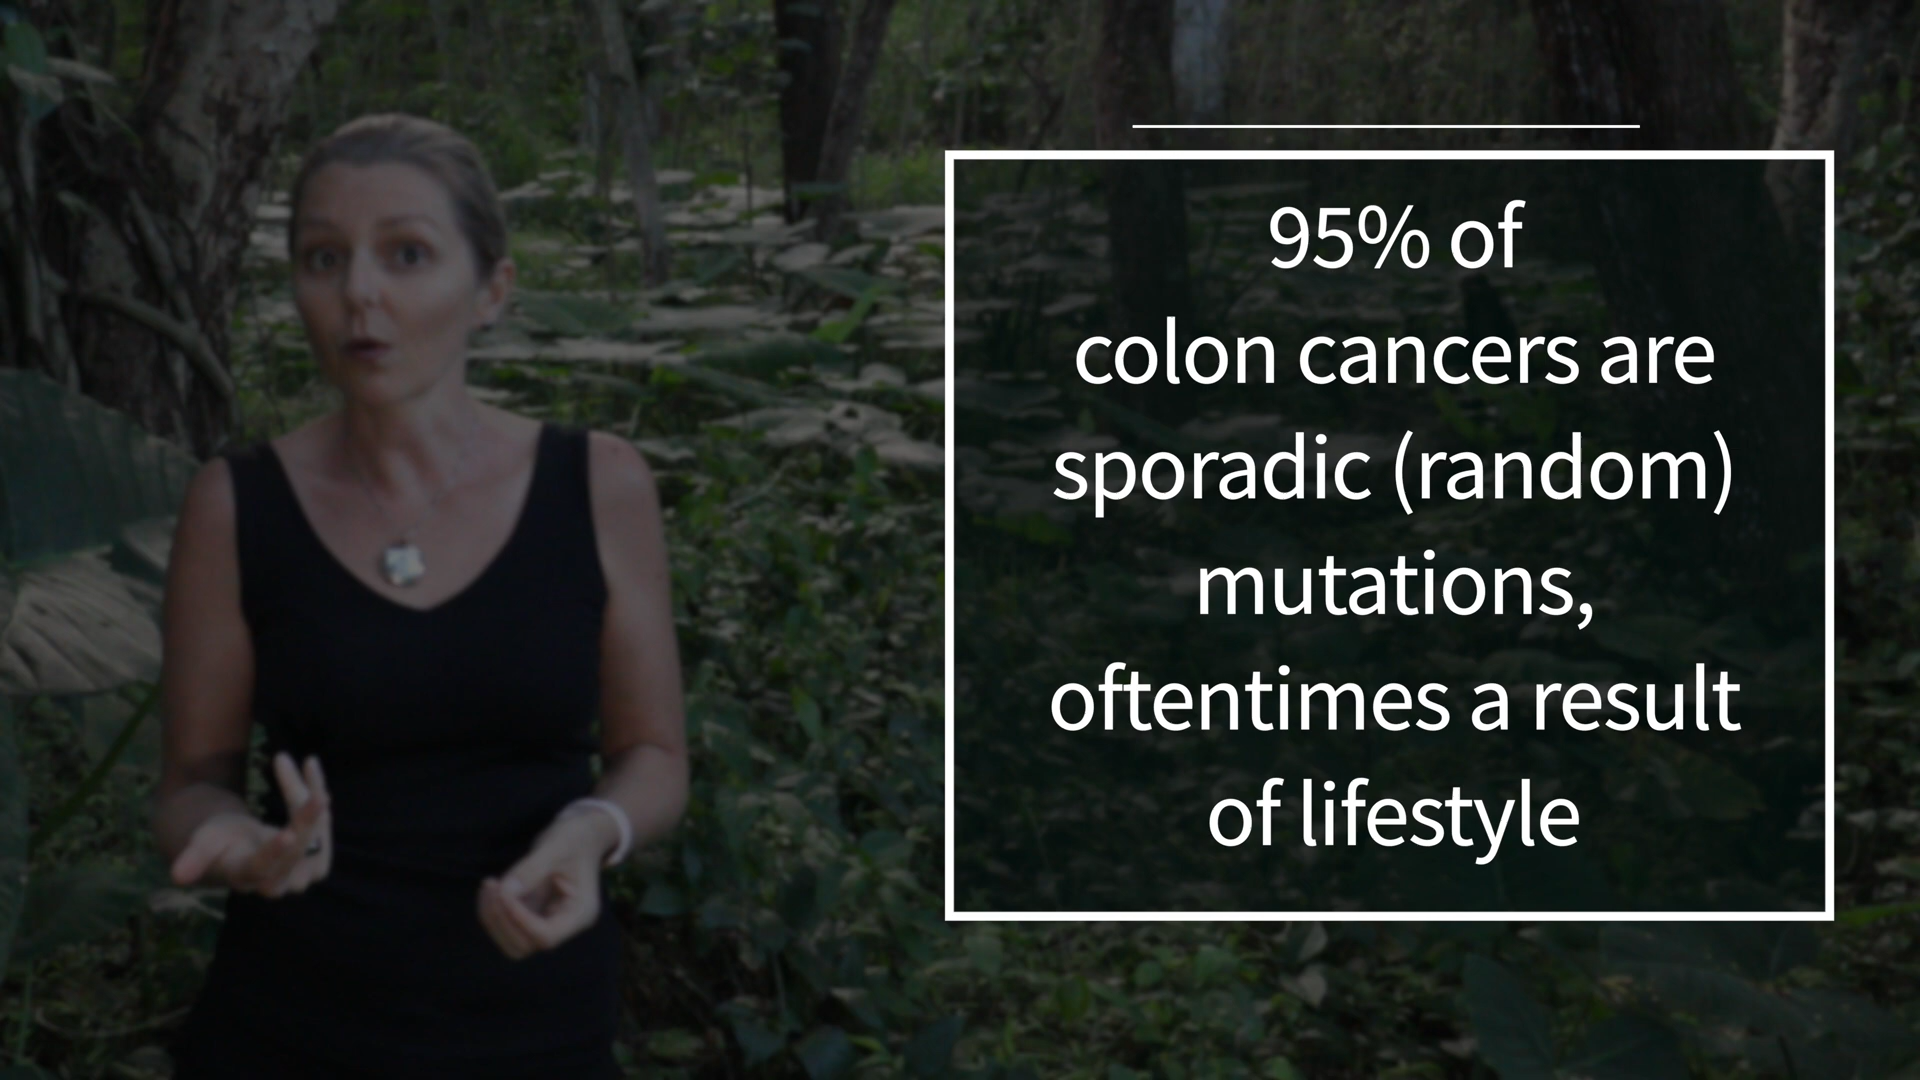 95% of
colon cancers are
sporadic (random)
mutations,
oftentimes a result
of lifestyle